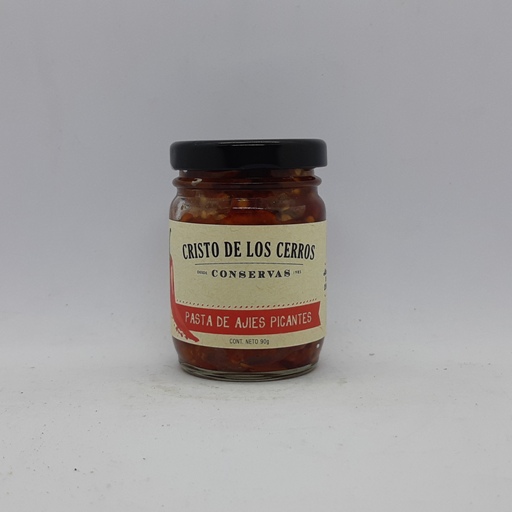 CRISTO DE LOS CERROS
CONSERVAS
PASTA DE AJIES PICANTES
CONT. NETO 90g